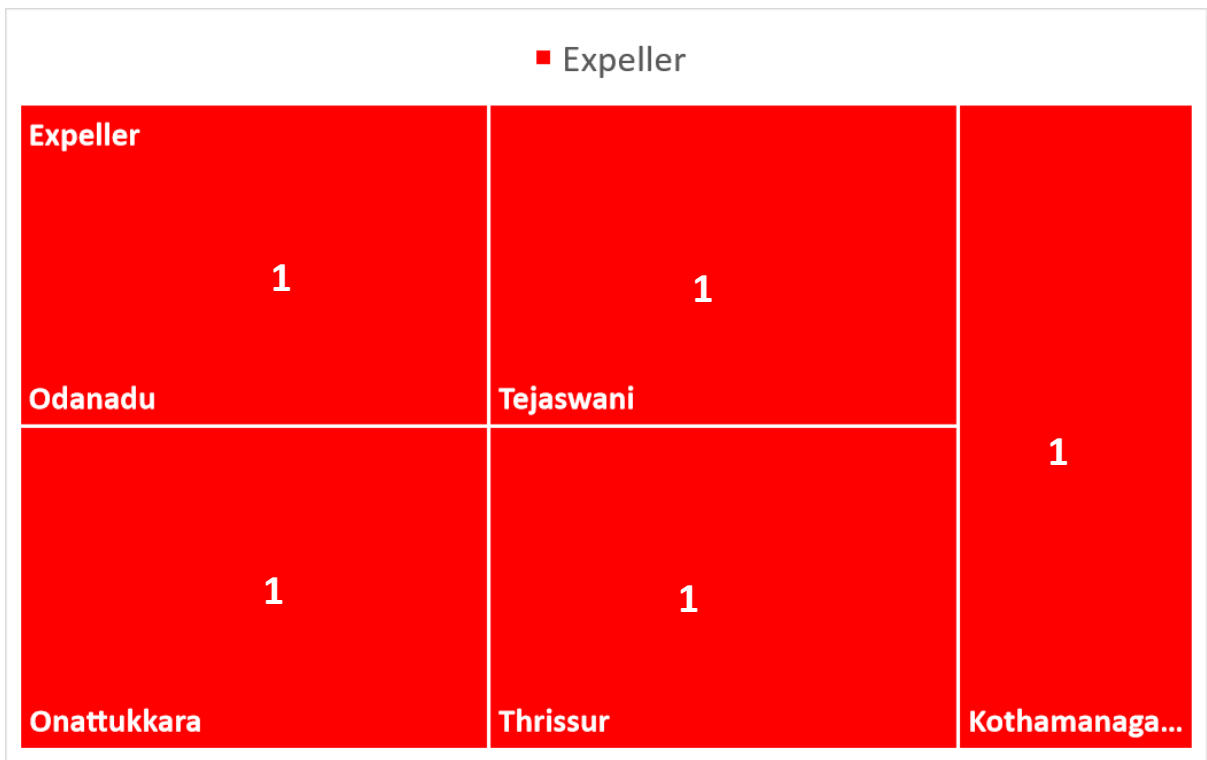 Expeller
Expeller
1
1
Odanadu
Tejaswani
1
1
1
Onattukkara
Thrissur
Kothamanaga...